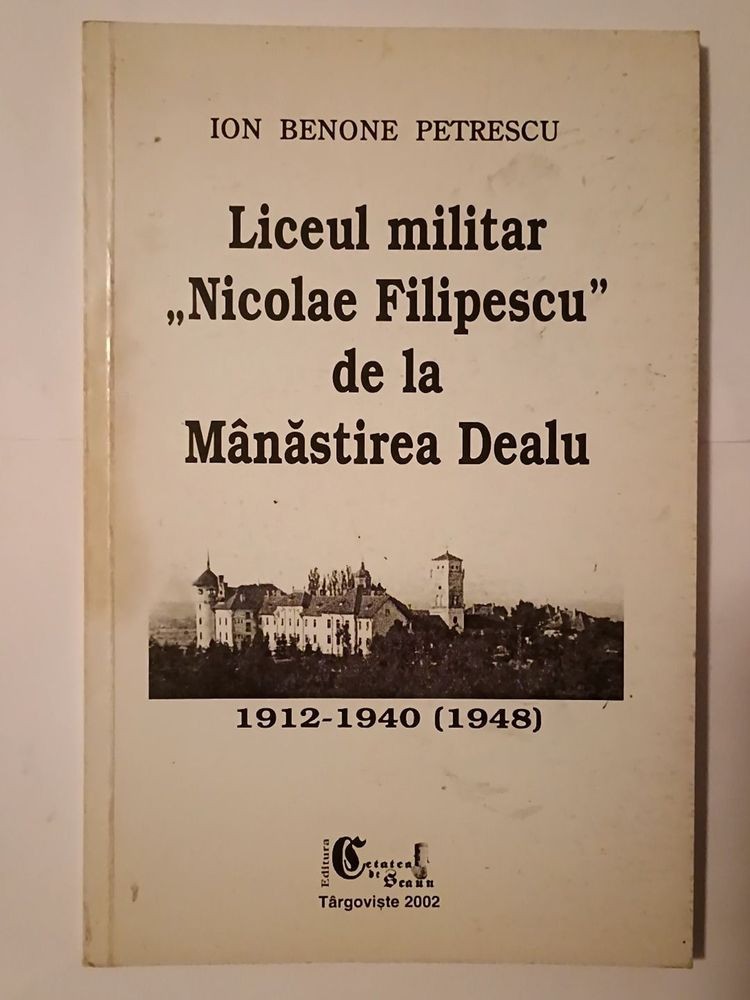 ION BENONE PETRESCU
Liceul militar
„Nicolae Filipescu”
de la
Mânăstirea Dealu
1912-1940 (1948)
Editura
Cetatea
de
Scaun
Târgoviște 2002